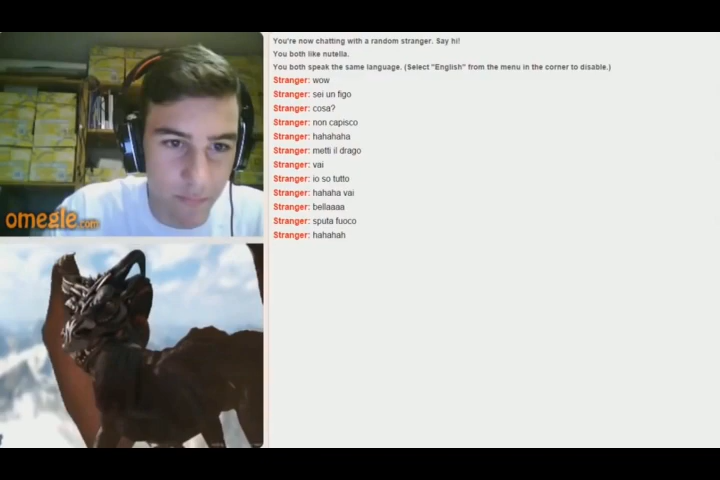 You're now chatting with a random stranger. Say hi!
You both like nutella.
You both speak the same language. (Select "English" from the menu in the corner to disable.)
Stranger: wow
Stranger: sei un figo
Stranger: cosa?
Stranger: non capisco
Stranger: hahahaha
Stranger: metti il drago
Stranger: vai
Stranger: io so tutto
Stranger: hahaha vai
Stranger: bellaaaa
Stranger: sputa fuoco
Stranger: hahahah
omegle.com